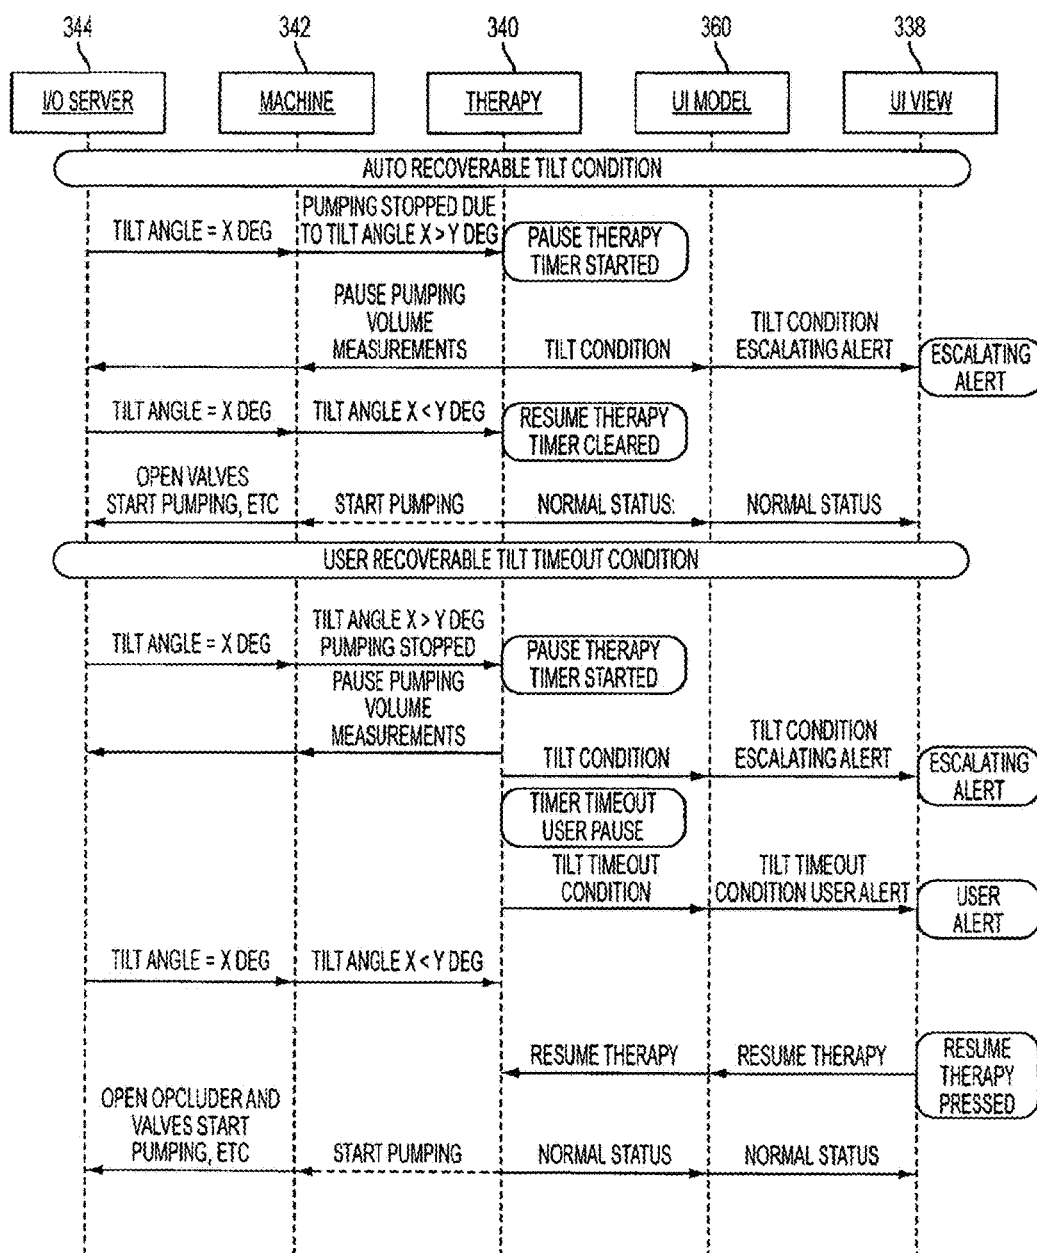 344 342 340 360 338
I/O SERVER MACHINE THERAPY UI MODEL UI VIEW
AUTO RECOVERABLE TILT CONDITION
TILT ANGLE = X DEG
PUMPING STOPPED DUE
TO TILT ANGLE X > Y DEG
PAUSE THERAPY
TIMER STARTED
PAUSE PUMPING
VOLUME
MEASUREMENTS
TILT CONDITION
TILT CONDITION
ESCALATING ALERT
ESCALATING
ALERT
TILT ANGLE = X DEG
TILT ANGLE X < Y DEG
RESUME THERAPY
TIMER CLEARED
OPEN VALVES
START PUMPING, ETC
START PUMPING
NORMAL STATUS:
NORMAL STATUS
USER RECOVERABLE TILT TIMEOUT CONDITION
TILT ANGLE = X DEG
TILT ANGLE X > Y DEG
PUMPING STOPPED
PAUSE THERAPY
TIMER STARTED
PAUSE PUMPING
VOLUME
MEASUREMENTS
TILT CONDITION
TILT CONDITION
ESCALATING ALERT
ESCALATING
ALERT
TIMER TIMEOUT
USER PAUSE
TILT TIMEOUT
CONDITION
TILT TIMEOUT
CONDITION USER ALERT
USER
ALERT
TILT ANGLE = X DEG
TILT ANGLE X < Y DEG
RESUME THERAPY
RESUME THERAPY
RESUME
THERAPY
PRESSED
OPEN OPCLUDER AND
VALVES START
PUMPING, ETC
START PUMPING
NORMAL STATUS
NORMAL STATUS